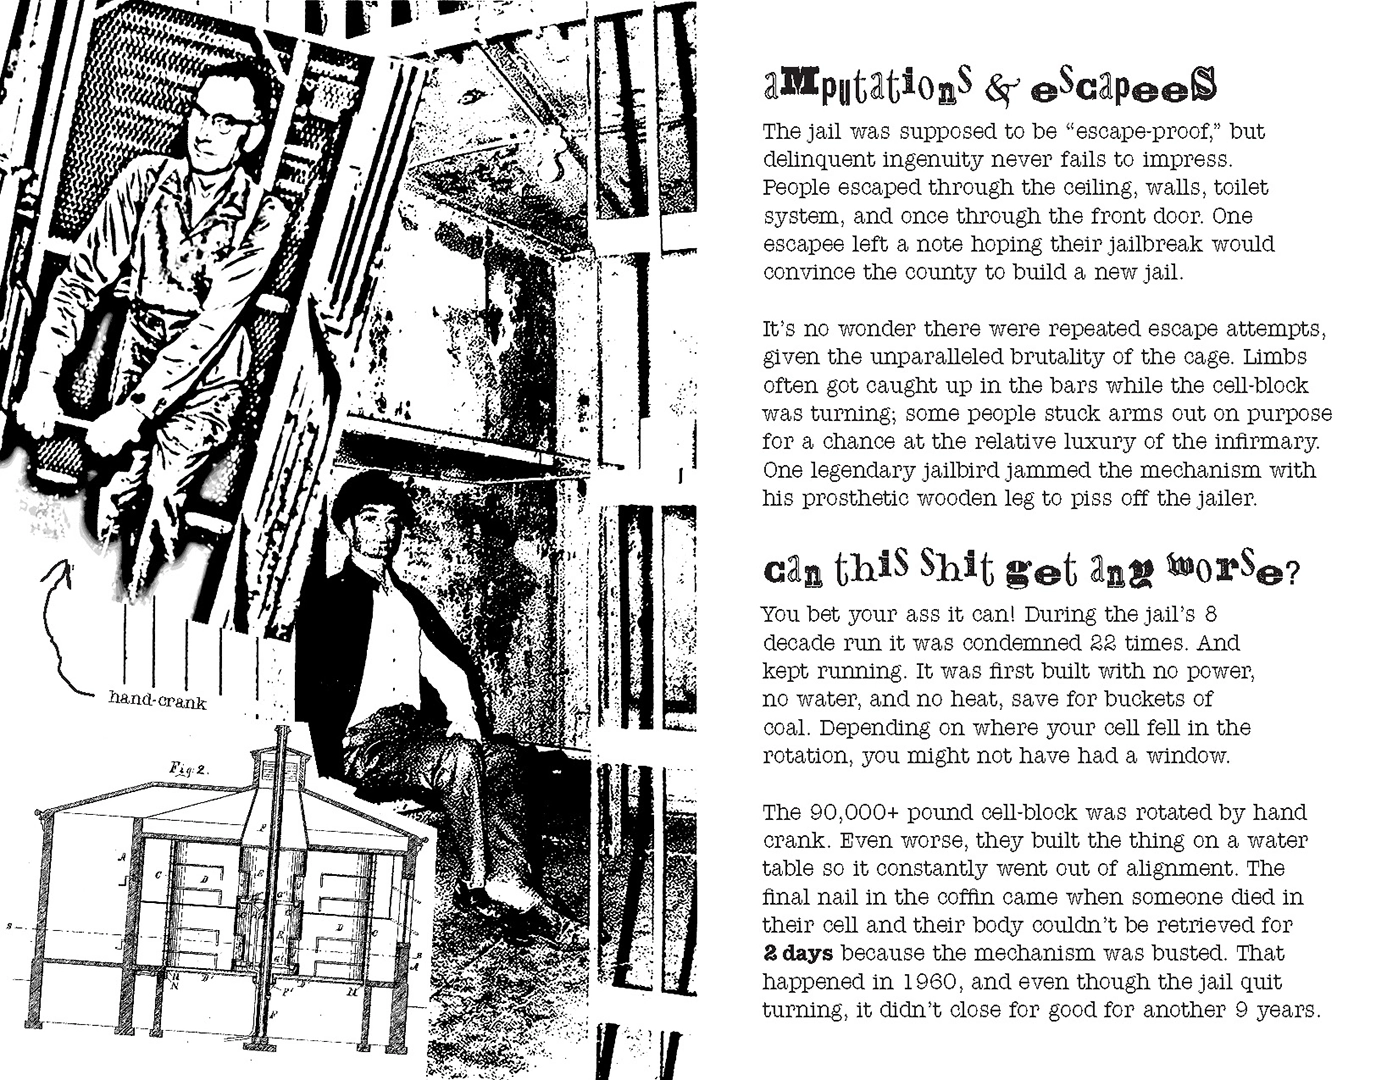 hand-crank
Fig. 2.
aMputations & escapeeS
The jail was supposed to be “escape-proof,” but
delinquent ingenuity never fails to impress.
People escaped through the ceiling, walls, toilet
system, and once through the front door. One
escapee left a note hoping their jailbreak would
convince the county to build a new jail.
It’s no wonder there were repeated escape attempts,
given the unparalleled brutality of the cage. Limbs
often got caught up in the bars while the cell-block
was turning; some people stuck arms out on purpose
for a chance at the relative luxury of the infirmary.
One legendary jailbird jammed the mechanism with
his prosthetic wooden leg to piss off the jailer.
can thiS Shit get any worSe?
You bet your ass it can! During the jail’s 8
decade run it was condemned 22 times. And
kept running. It was first built with no power,
no water, and no heat, save for buckets of
coal. Depending on where your cell fell in the
rotation, you might not have had a window.
The 90,000+ pound cell-block was rotated by hand
crank. Even worse, they built the thing on a water
table so it constantly went out of alignment. The
final nail in the coffin came when someone died in
their cell and their body couldn’t be retrieved for
2 days because the mechanism was busted. That
happened in 1960, and even though the jail quit
turning, it didn’t close for good for another 9 years.